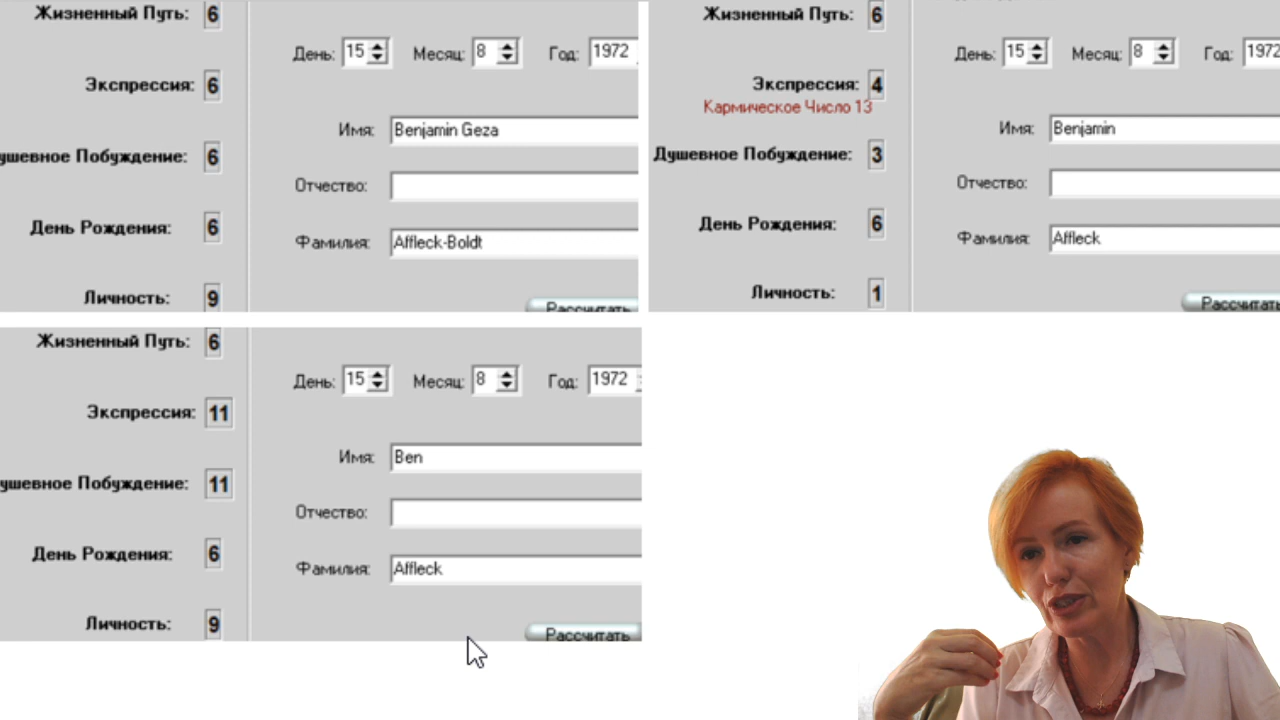 Жизненный Путь: 6
День: 15 Месяц: 8 Год: 1972
Экспрессия: 6
Имя: Benjamin Geza
ушевное Побуждение: 6
Отчество:
День Рождения: 6
Фамилия: Affleck-Boldt
Личность: 9
Рассчитать
Жизненный Путь: 6
День: 15 Месяц: 8 Год: 1972
Экспрессия: 4
Кармическое Число 13
Имя: Benjamin
Душевное Побуждение: 3
Отчество:
День Рождения: 6
Фамилия: Affleck
Личность: 1
Рассчитать
Жизненный Путь: 6
День: 15 Месяц: 8 Год: 1972
Экспрессия: 11
Имя: Ben
ушевное Побуждение: 11
Отчество:
День Рождения: 6
Фамилия: Affleck
Личность: 9
Рассчитать